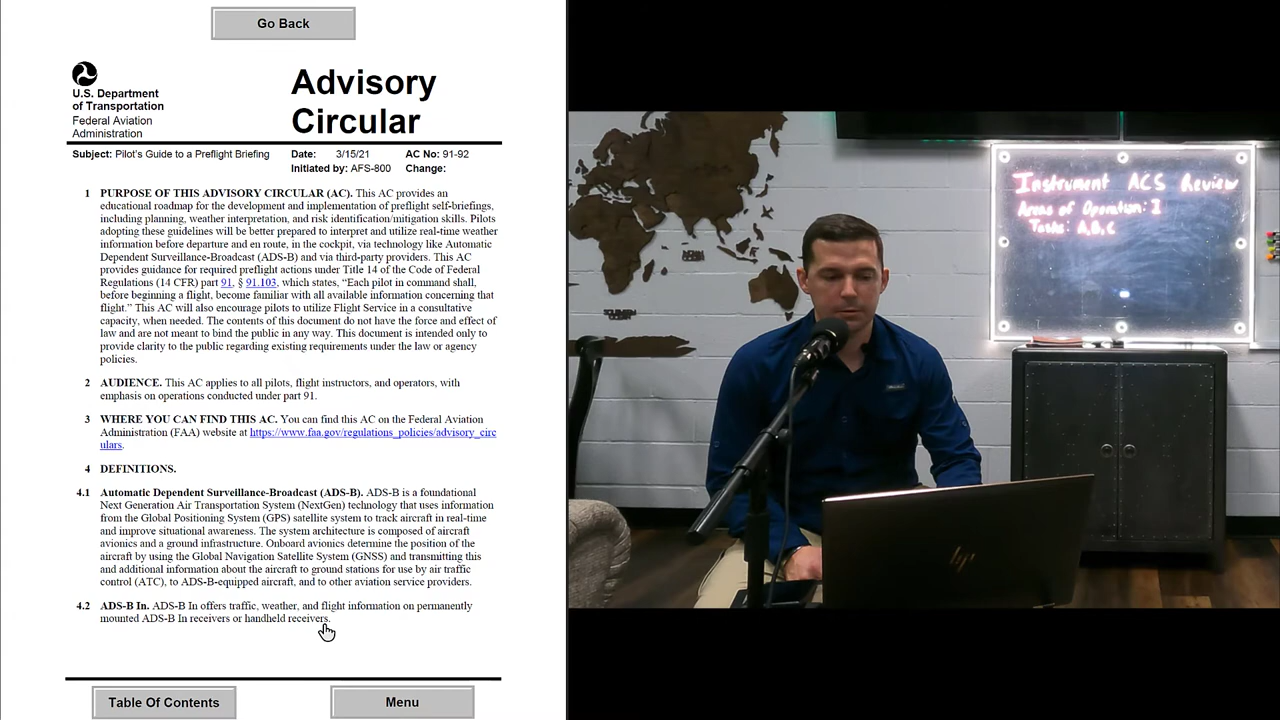 Go Back
U.S. Department
of Transportation
Federal Aviation
Administration
Advisory
Circular
Subject: Pilot's Guide to a Preflight Briefing
Date: 3/15/21
Initiated by: AFS-800
AC No: 91-92
Change:
1 PURPOSE OF THIS ADVISORY CIRCULAR (AC). This AC provides an
educational roadmap for the development and implementation of preflight self-briefings,
including planning, weather interpretation, and risk identification/mitigation skills. Pilots
adopting these guidelines will be better prepared to interpret and utilize real-time weather
information before departure and en route, in the cockpit, via technology like Automatic
Dependent Surveillance-Broadcast (ADS-B) and via third-party providers. This AC
provides guidance for required preflight actions under Title 14 of the Code of Federal
Regulations (14 CFR) part 91, § 91.103, which states, “Each pilot in command shall,
before beginning a flight, become familiar with all available information concerning that
flight.” This AC will also encourage pilots to utilize Flight Service in a consultative
capacity, when needed. The contents of this document do not have the force and effect of
law and are not meant to bind the public in any way. This document is intended only to
provide clarity to the public regarding existing requirements under the law or agency
policies.
2 AUDIENCE. This AC applies to all pilots, flight instructors, and operators, with
emphasis on operations conducted under part 91.
3 WHERE YOU CAN FIND THIS AC. You can find this AC on the Federal Aviation
Administration (FAA) website at https://www.faa.gov/regulations_policies/advisory_circ
ulars.
4 DEFINITIONS.
4.1 Automatic Dependent Surveillance-Broadcast (ADS-B). ADS-B is a foundational
Next Generation Air Transportation System (NextGen) technology that uses information
from the Global Positioning System (GPS) satellite system to track aircraft in real-time
and improve situational awareness. The system architecture is composed of aircraft
avionics and a ground infrastructure. Onboard avionics determine the position of the
aircraft by using the Global Navigation Satellite System (GNSS) and transmitting this
and additional information about the aircraft to ground stations for use by air traffic
control (ATC), to ADS-B-equipped aircraft, and to other aviation service providers.
4.2 ADS-B In. ADS-B In offers traffic, weather, and flight information on permanently
mounted ADS-B In receivers or handheld receivers.
Table Of Contents
Menu
Instrument ACS Review
Areas of Operation: I
Tasks: A,B,C
hp